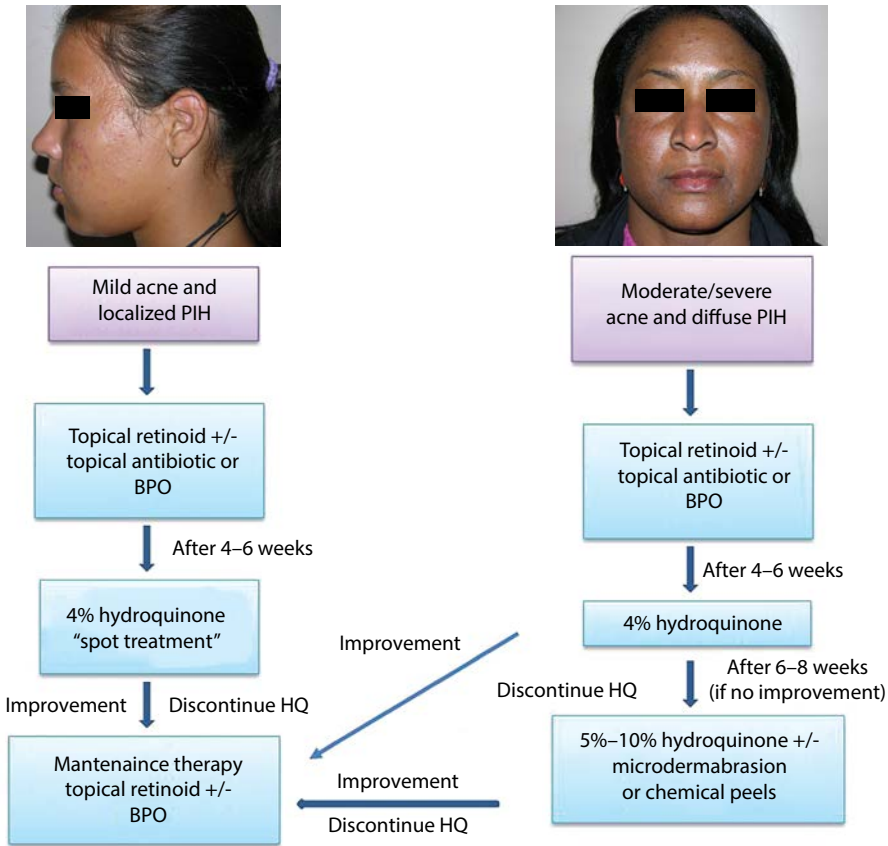 Mild acne and
localized PIH
Topical retinoid +/-
topical antibiotic or
BPO
After 4–6 weeks
4% hydroquinone
“spot treatment”
Improvement
Discontinue HQ
Mantenaince therapy
topical retinoid +/-
BPO
Moderate/severe
acne and diffuse PIH
Topical retinoid +/-
topical antibiotic or
BPO
After 4–6 weeks
4% hydroquinone
Improvement
Discontinue HQ
After 6–8 weeks
(if no improvement)
5%–10% hydroquinone +/-
microdermabrasion
or chemical peels
Improvement
Discontinue HQ